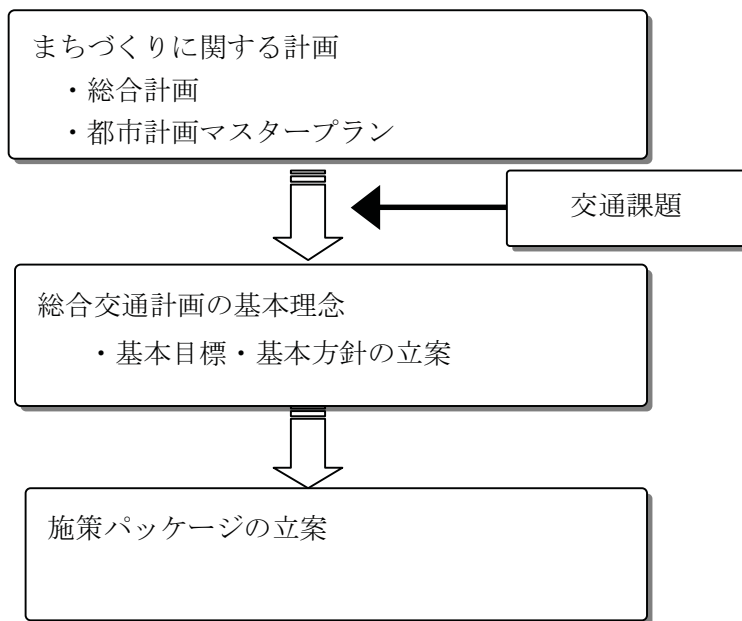 まちづくりに関する計画
・総合計画
・都市計画マスタープラン
交通課題
総合交通計画の基本理念
・基本目標・基本方針の立案
施策パッケージの立案